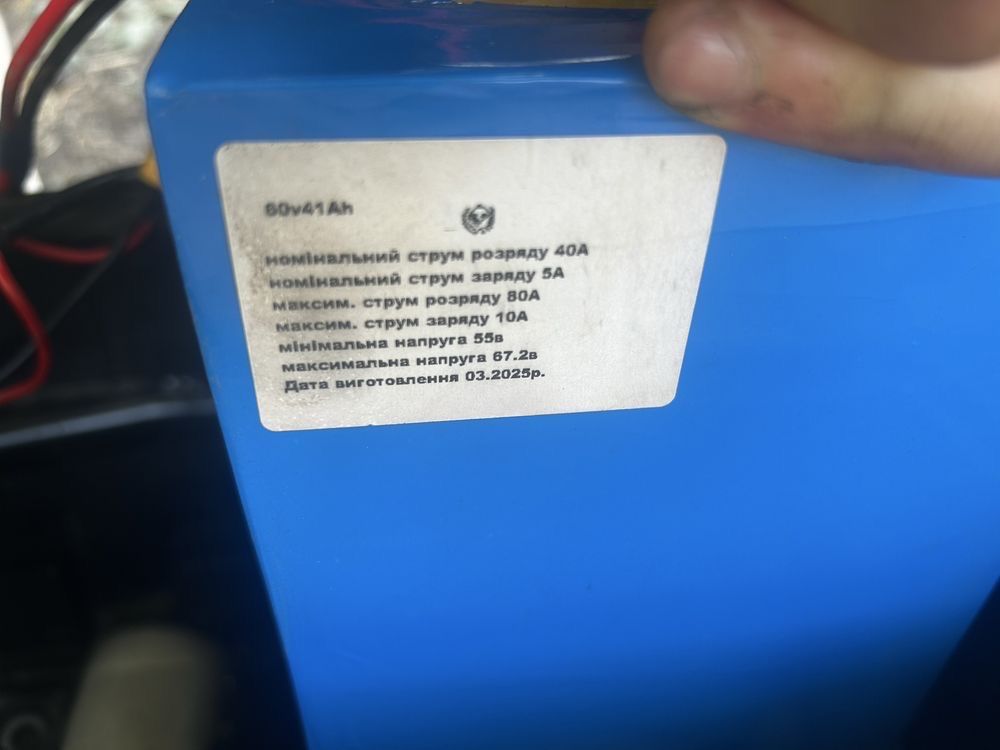 60v41Ah
номінальний струм розряду 40А
номінальний струм заряду 5А
максим. струм розряду 80А
максим. струм заряду 10А
мінімальна напруга 55в
максимальна напруга 67.2в
Дата виготовлення 03.2025р.